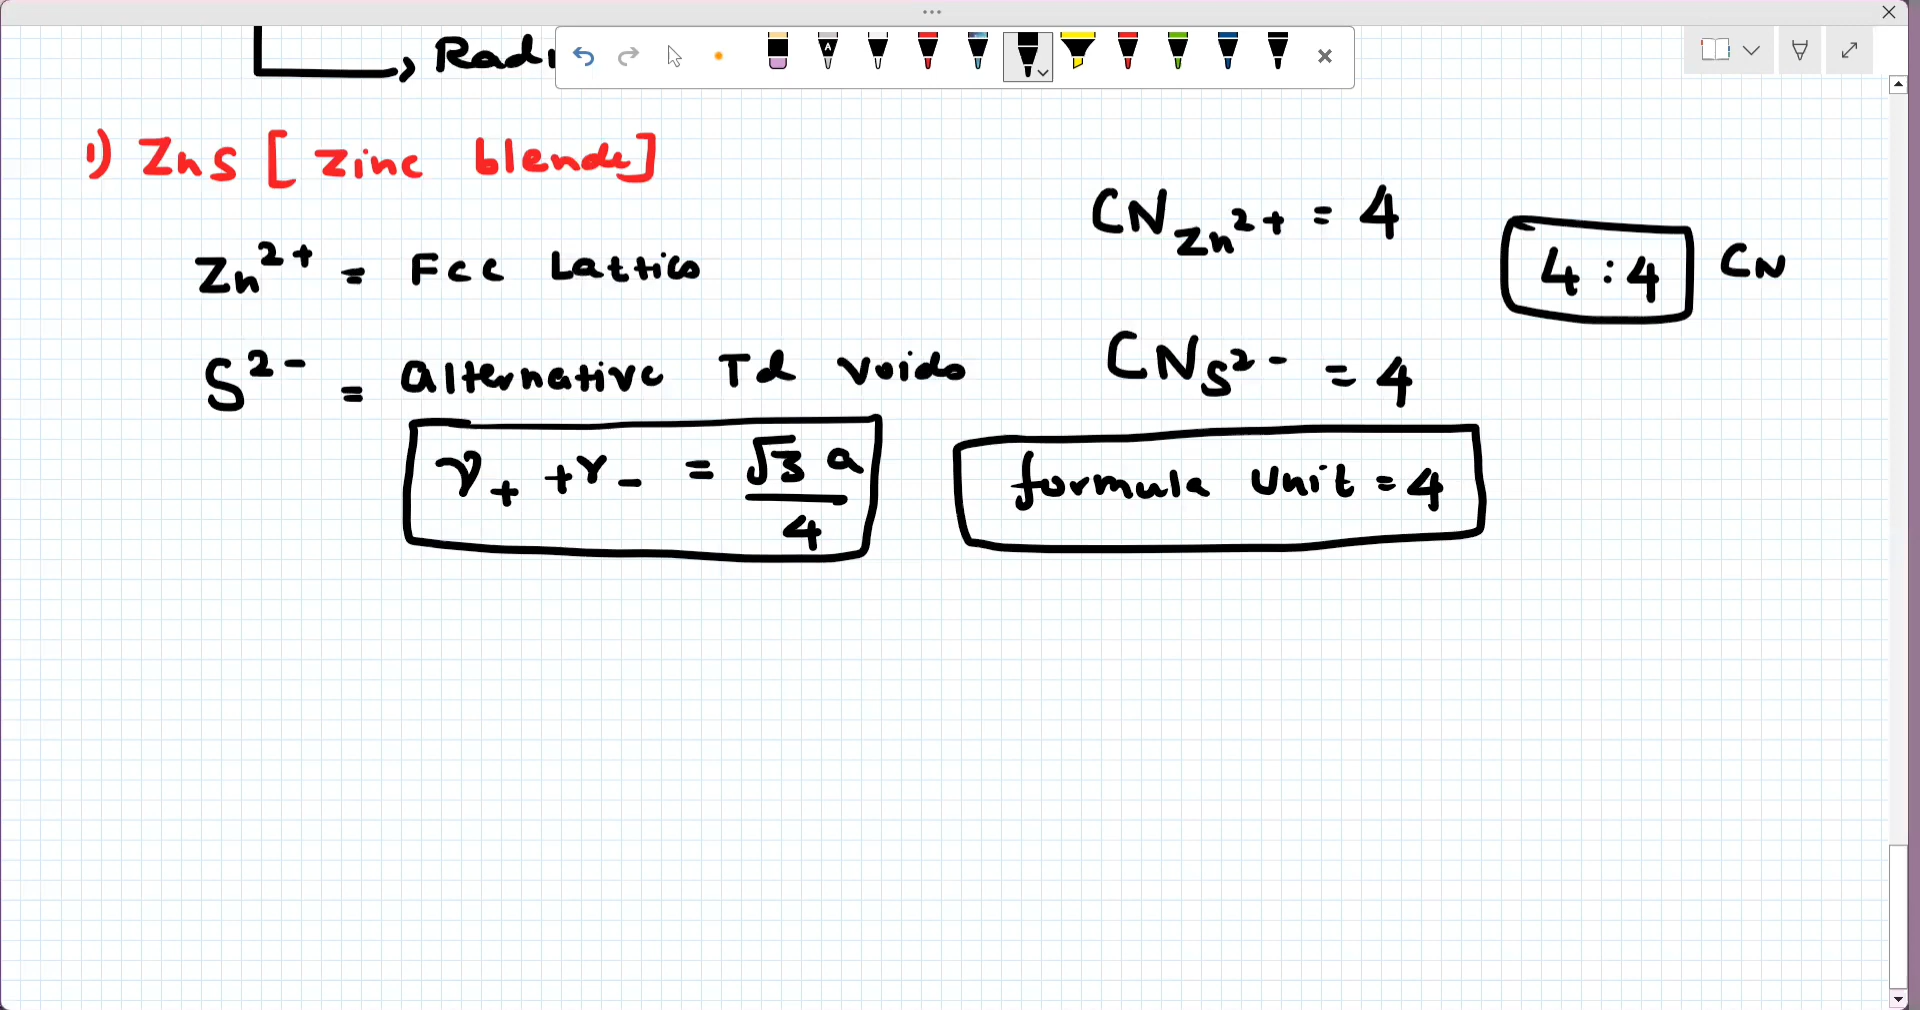 Radi
1) ZnS [ zinc blende]
Zn²⁺ = Fcc Lattice
S²⁻ = alternative Td voids
r₊ + r₋ = √3 a / 4
CN Zn²⁺ = 4
4 : 4 CN
CN S²⁻ = 4
formula unit = 4